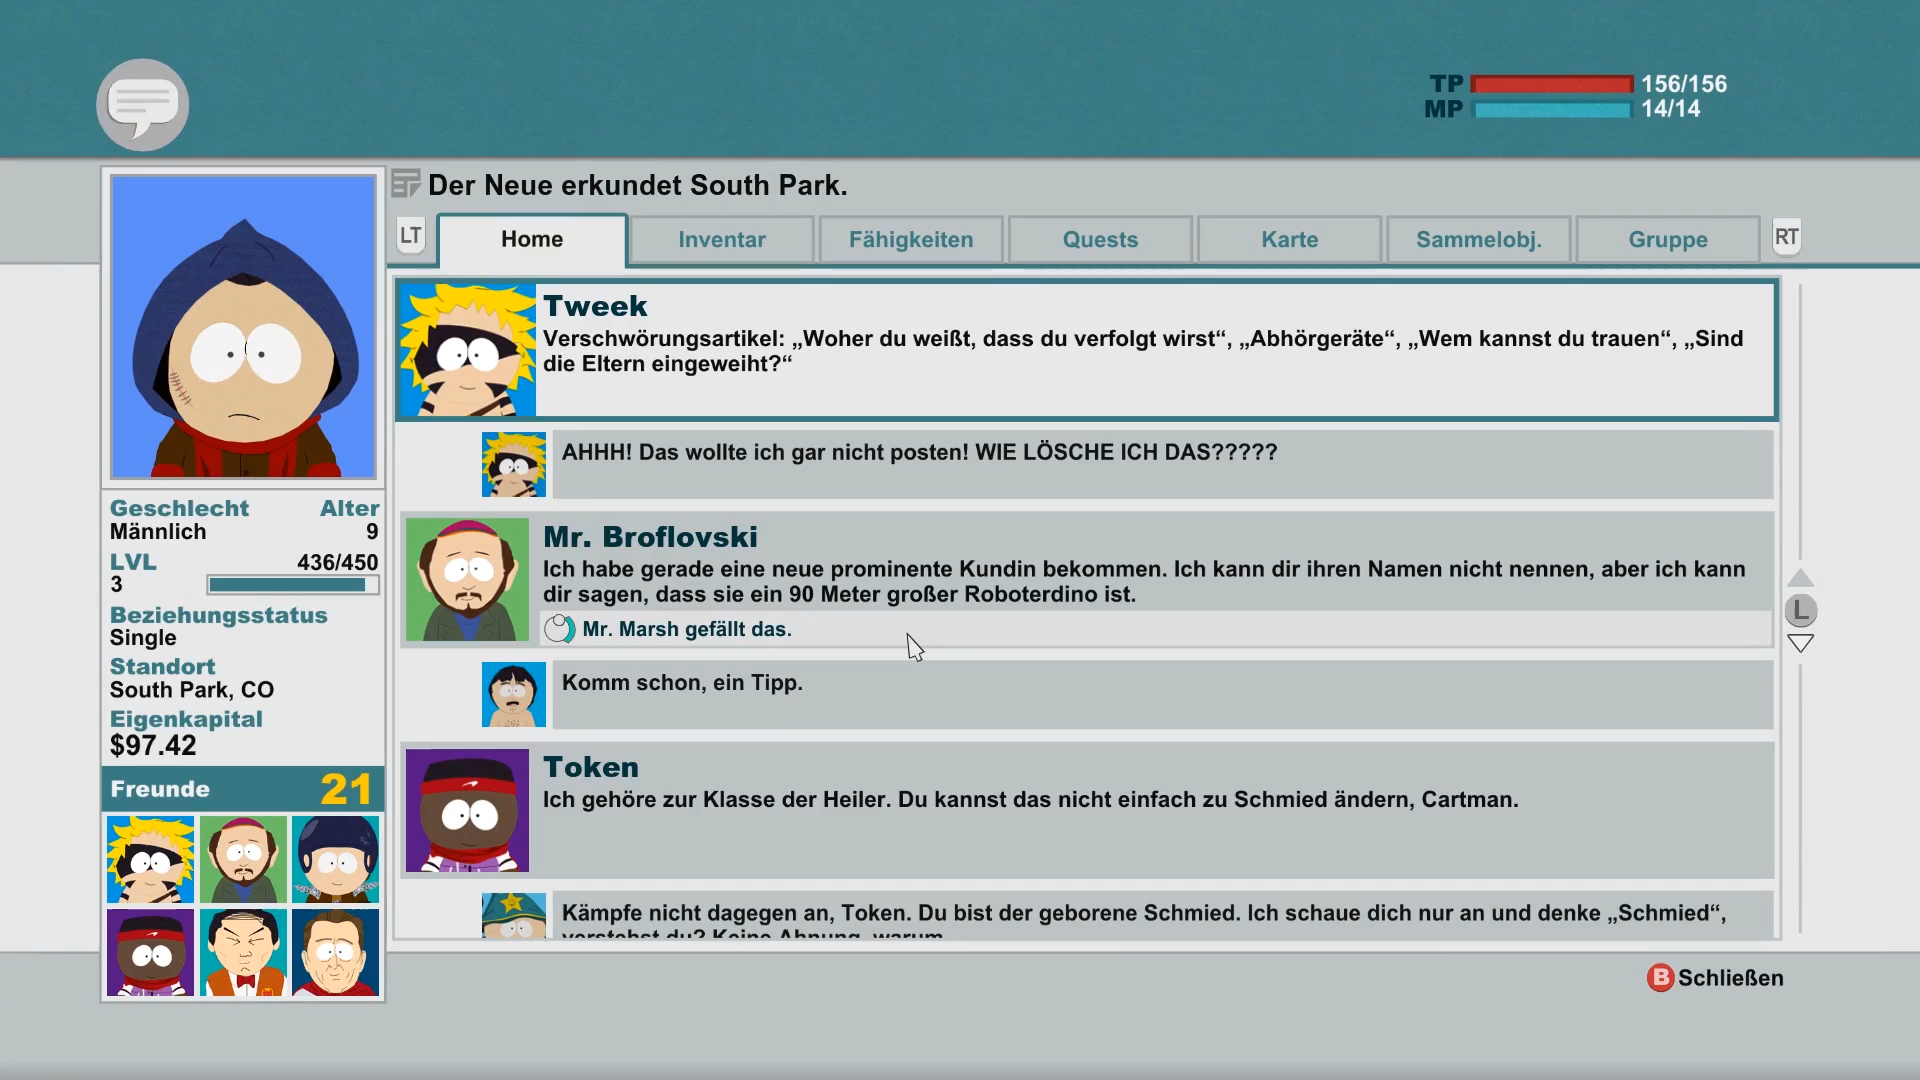 TP 156/156
MP 14/14
Der Neue erkundet South Park.
LT Home Inventar Fähigkeiten Quests Karte Sammelobj. Gruppe RT
Geschlecht Alter
Männlich 9
LVL 436/450
3
Beziehungsstatus
Single
Standort
South Park, CO
Eigenkapital
$97.42
Freunde 21
Tweek
Verschwörungsartikel: „Woher du weißt, dass du verfolgt wirst“, „Abhörgeräte“, „Wem kannst du trauen“, „Sind
die Eltern eingeweiht?“
AHHH! Das wollte ich gar nicht posten! WIE LÖSCHE ICH DAS?????
Mr. Broflovski
Ich habe gerade eine neue prominente Kundin bekommen. Ich kann dir ihren Namen nicht nennen, aber ich kann
dir sagen, dass sie ein 90 Meter großer Roboterdino ist.
Mr. Marsh gefällt das.
L
Komm schon, ein Tipp.
Token
Ich gehöre zur Klasse der Heiler. Du kannst das nicht einfach zu Schmied ändern, Cartman.
Kämpfe nicht dagegen an, Token. Du bist der geborene Schmied. Ich schaue dich nur an und denke „Schmied“,
verstehst du? Keine Ahnung, warum.
B Schließen